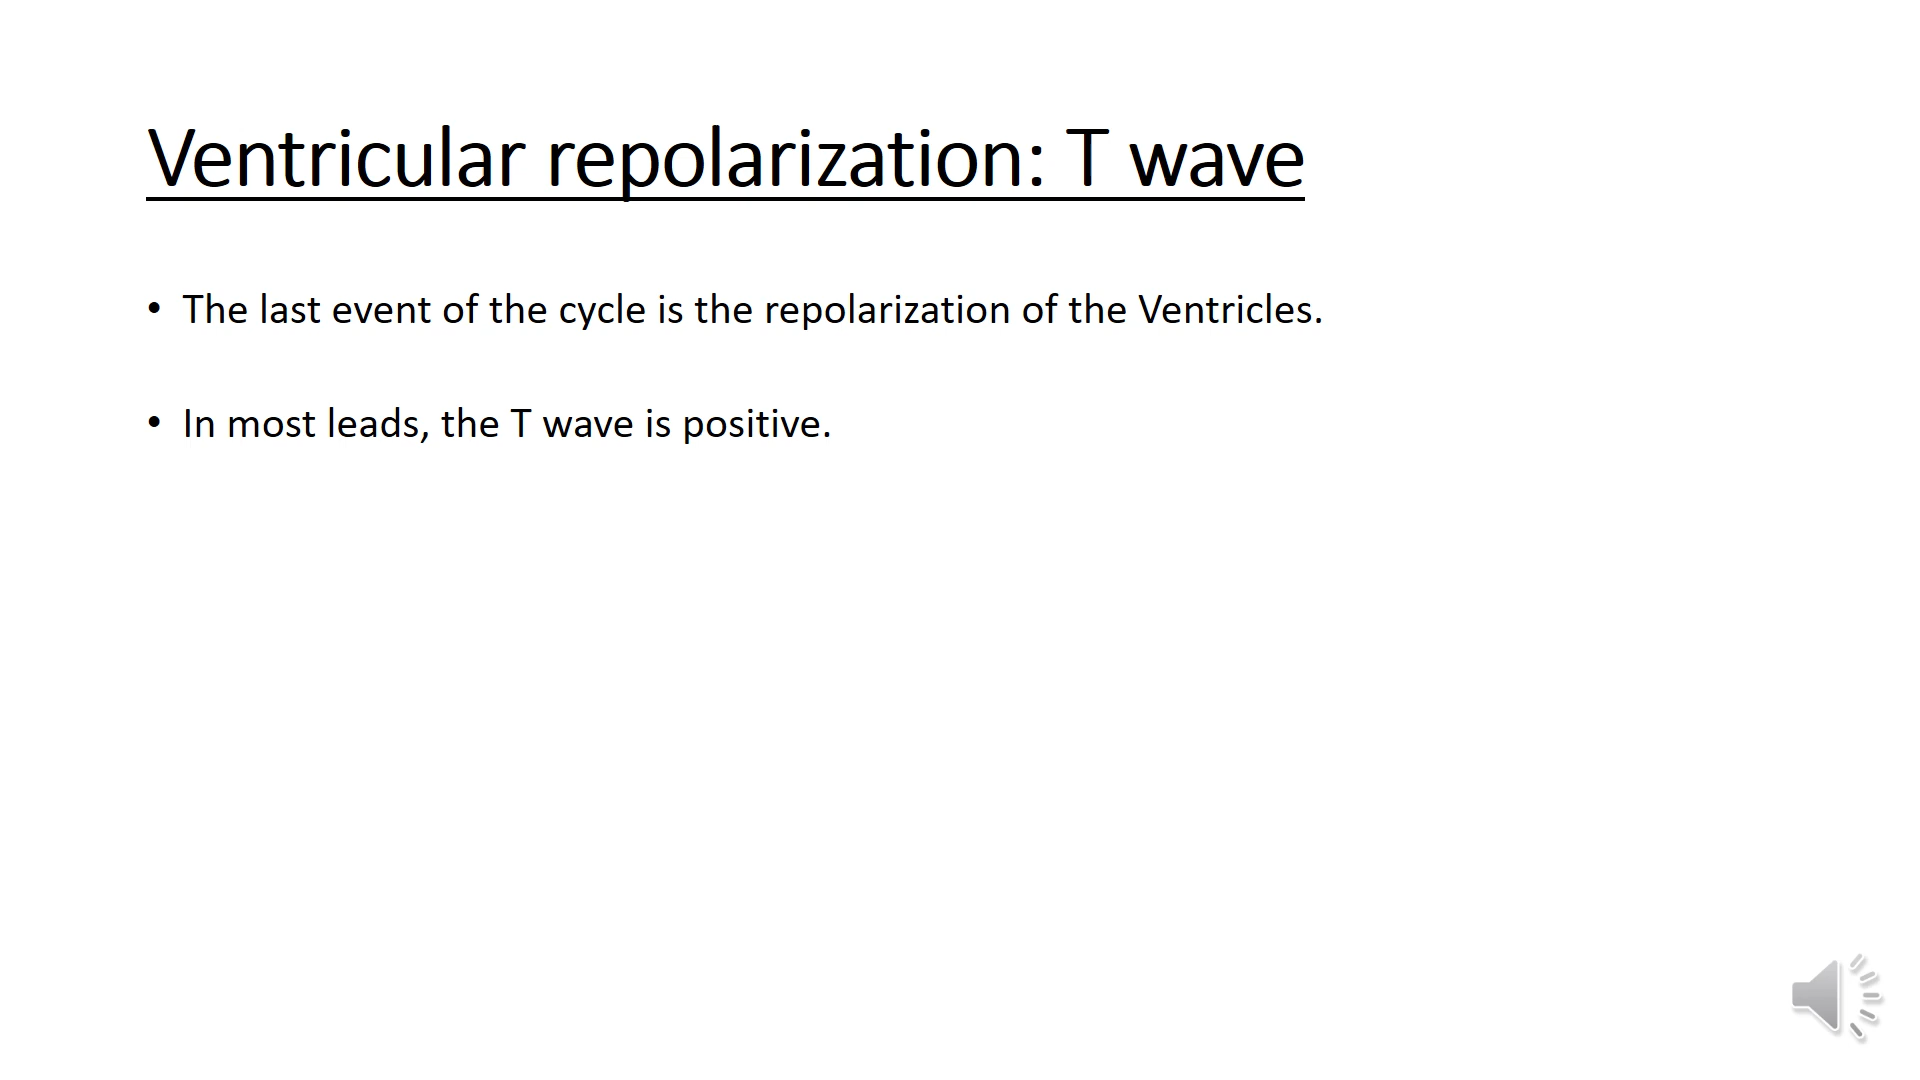 Ventricular repolarization: T wave
• The last event of the cycle is the repolarization of the Ventricles.
• In most leads, the T wave is positive.